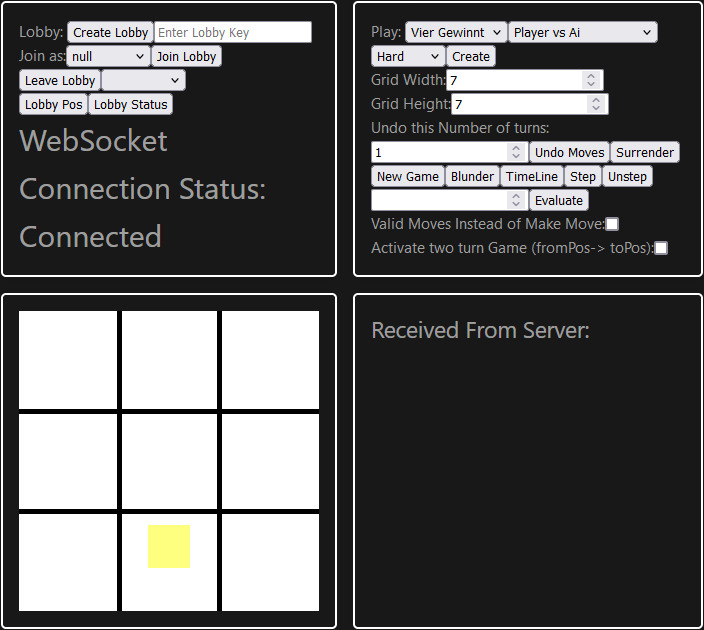 Lobby: Create Lobby Enter Lobby Key
Join as: null Join Lobby
Leave Lobby
Lobby Pos Lobby Status
WebSocket
Connection Status:
Connected
Play: Vier Gewinnt Player vs Ai
Hard Create
Grid Width: 7
Grid Height: 7
Undo this Number of turns:
1 Undo Moves Surrender
New Game Blunder TimeLine Step Unstep
Evaluate
Valid Moves Instead of Make Move:
Activate two turn Game (fromPos-> toPos):
Received From Server: